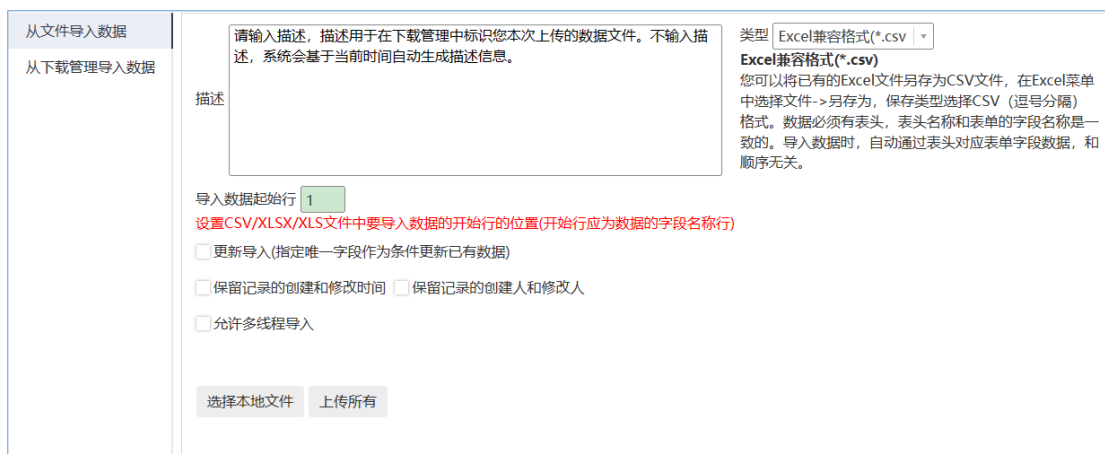 从文件导入数据
从下载管理导入数据
描述
请输入描述，描述用于在下载管理中标识您本次上传的数据文件。不输入描
述，系统会基于当前时间自动生成描述信息。
类型 Excel兼容格式(*.csv
Excel兼容格式(*.csv)
您可以将已有的Excel文件另存为CSV文件，在Excel菜单
中选择文件->另存为，保存类型选择CSV（逗号分隔）
格式。数据必须有表头，表头名称和表单的字段名称是一
致的。导入数据时，自动通过表头对应表单字段数据，和
顺序无关。
导入数据起始行 1
设置CSV/XLSX/XLS文件中要导入数据的开始行的位置(开始行应为数据的字段名称行)
更新导入(指定唯一字段作为条件更新已有数据)
保留记录的创建和修改时间 保留记录的创建人和修改人
允许多线程导入
选择本地文件 上传所有